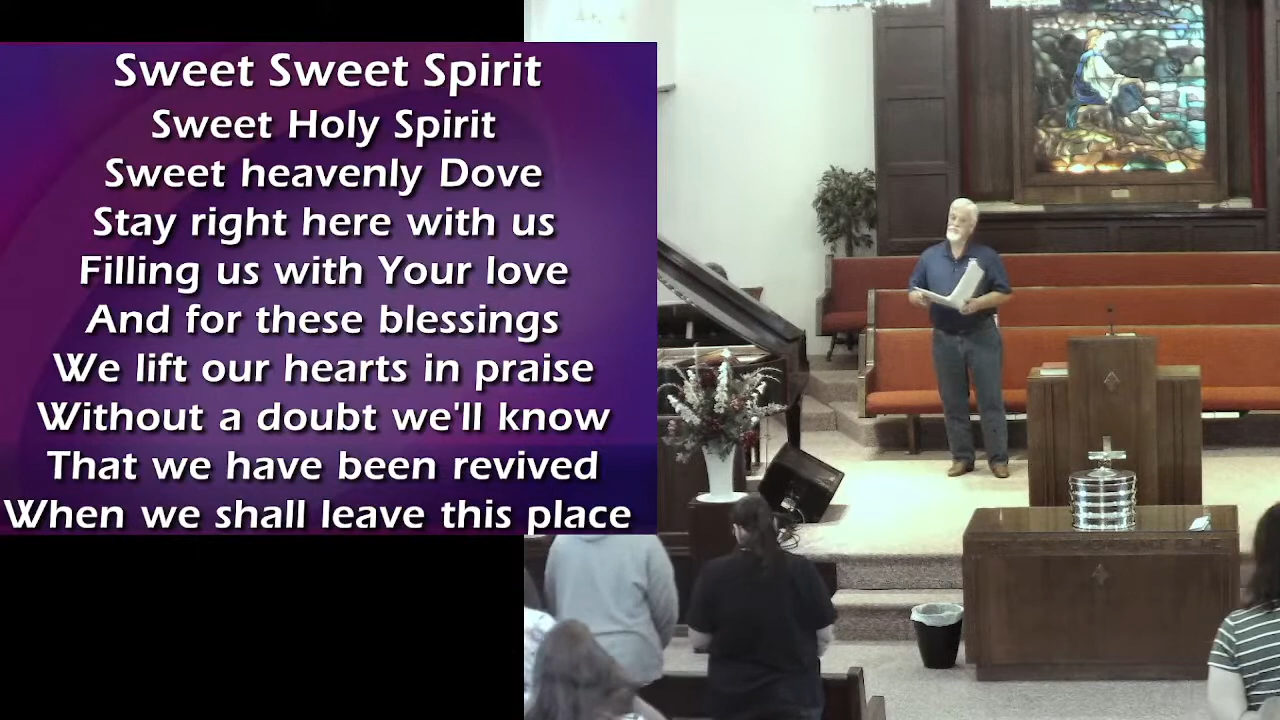 Sweet Sweet Spirit
Sweet Holy Spirit
Sweet heavenly Dove
Stay right here with us
Filling us with Your love
And for these blessings
We lift our hearts in praise
Without a doubt we'll know
That we have been revived
When we shall leave this place